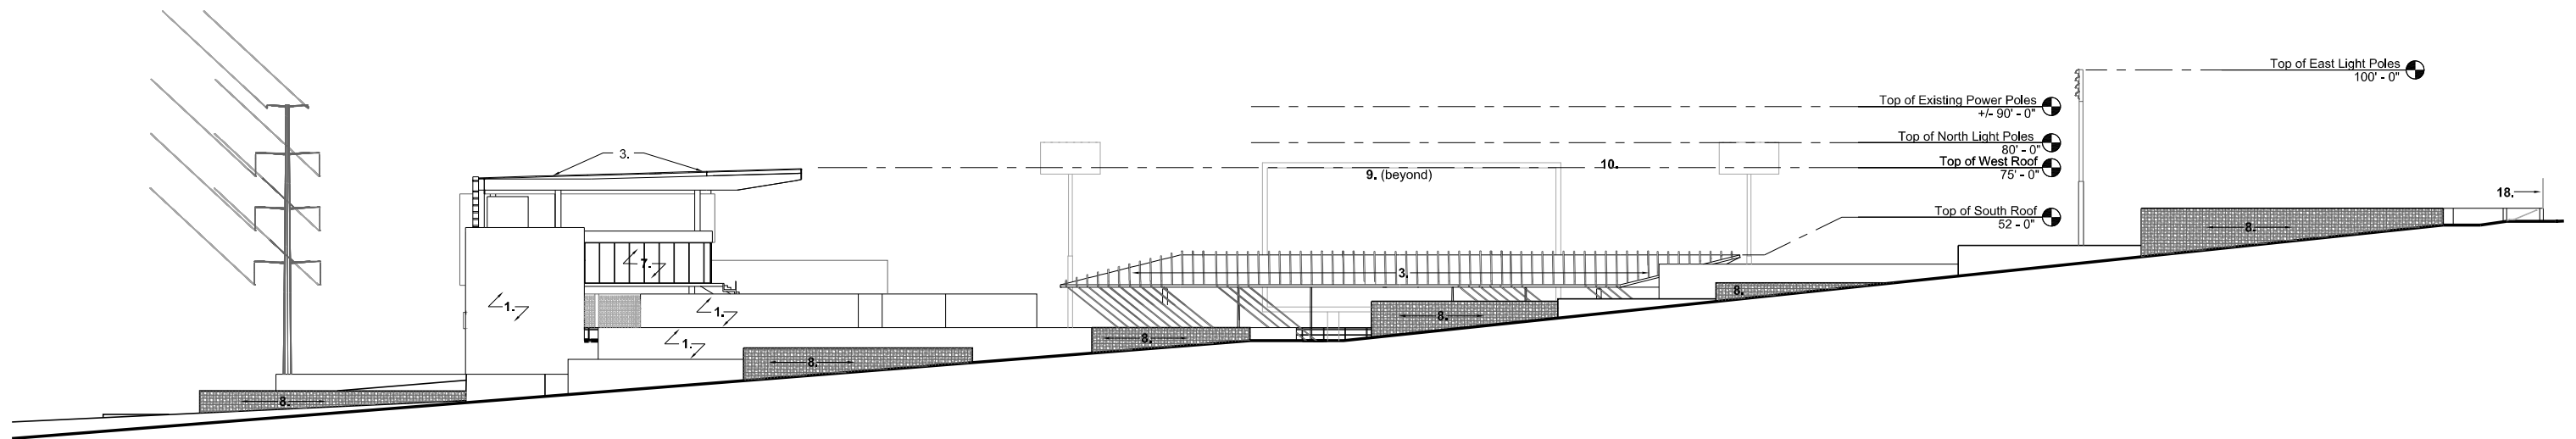 Top of East Light Poles
100' - 0"
Top of Existing Power Poles
+/- 90' - 0"
Top of North Light Poles
80' - 0"
3.
10.
Top of West Roof
9. (beyond)
75' - 0"
18.
Top of South Roof
52' - 0"
8.
7.
3.
1.
1.
8.
8.
1.
8.
8.
8.